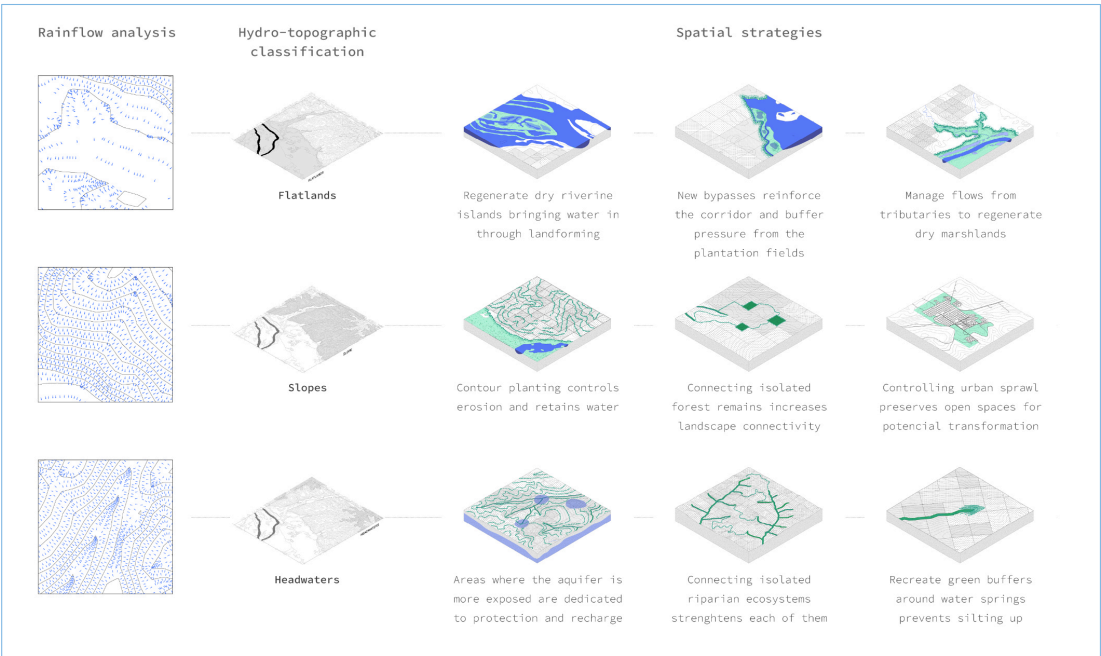 Rainflow analysis
Hydro-topographic
classification
Spatial strategies
Flatlands
Regenerate dry riverine
islands bringing water in
through landforming
New bypasses reinforce
the corridor and buffer
pressure from the
plantation fields
Manage flows from
tributaries to regenerate
dry marshlands
Slopes
Contour planting controls
erosion and retains water
Connecting isolated
forest remains increases
landscape connectivity
Controlling urban sprawl
preserves open spaces for
potencial transformation
Headwaters
Areas where the aquifer is
more exposed are dedicated
to protection and recharge
Connecting isolated
riparian ecosystems
strenghtens each of them
Recreate green buffers
around water springs
prevents silting up